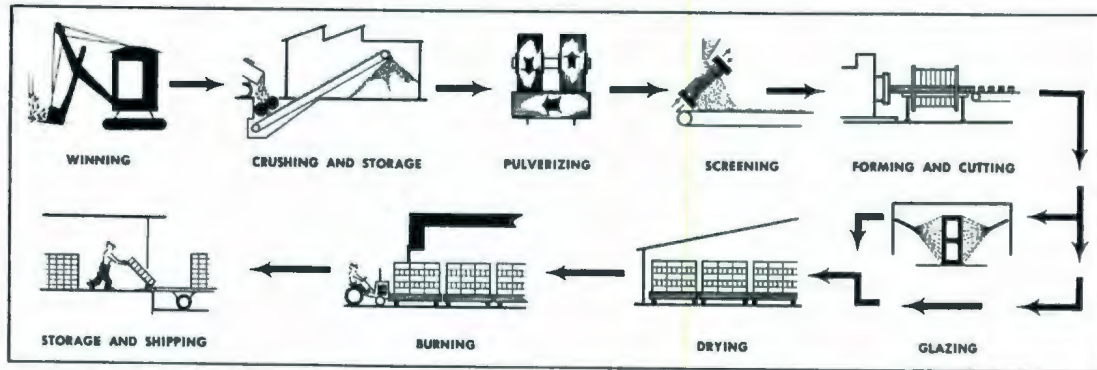 WINNING
CRUSHING AND STORAGE
PULVERIZING
SCREENING
FORMING AND CUTTING
STORAGE AND SHIPPING
BURNING
DRYING
GLAZING